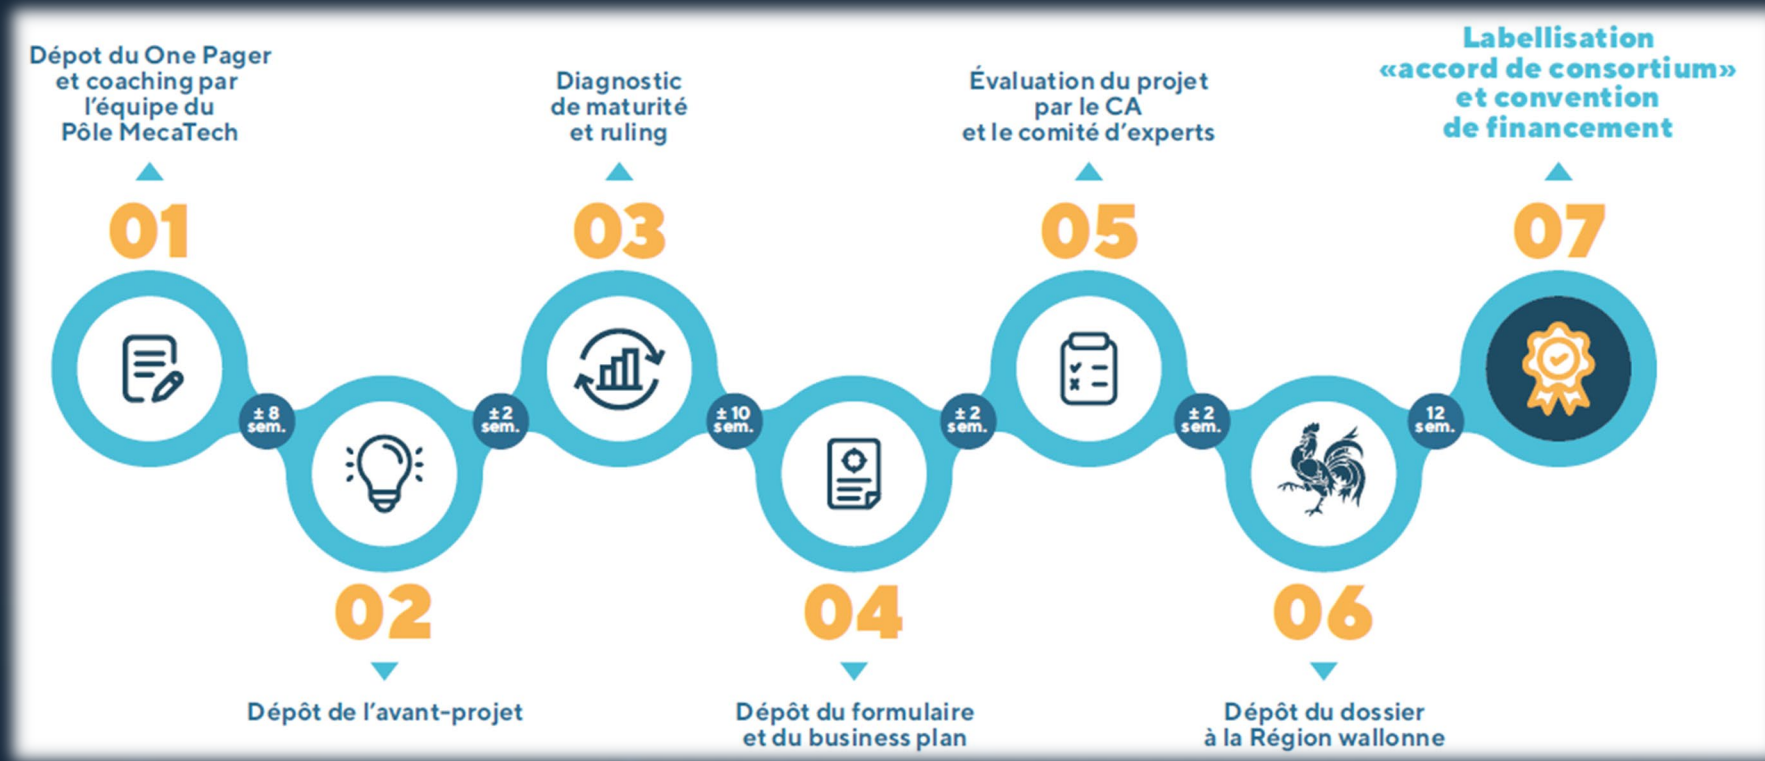 Dépot du One Pager
et coaching par
l'équipe du
Pôle MecaTech
01
± 8
sem.
02
Dépôt de l'avant-projet
± 2
sem.
Diagnostic
de maturité
et ruling
03
± 10
sem.
04
Dépôt du formulaire
et du business plan
± 2
sem.
Évaluation du projet
par le CA
et le comité d'experts
05
± 2
sem.
06
Dépôt du dossier
à la Région wallonne
12
sem.
Labellisation
«accord de consortium»
et convention
de financement
07